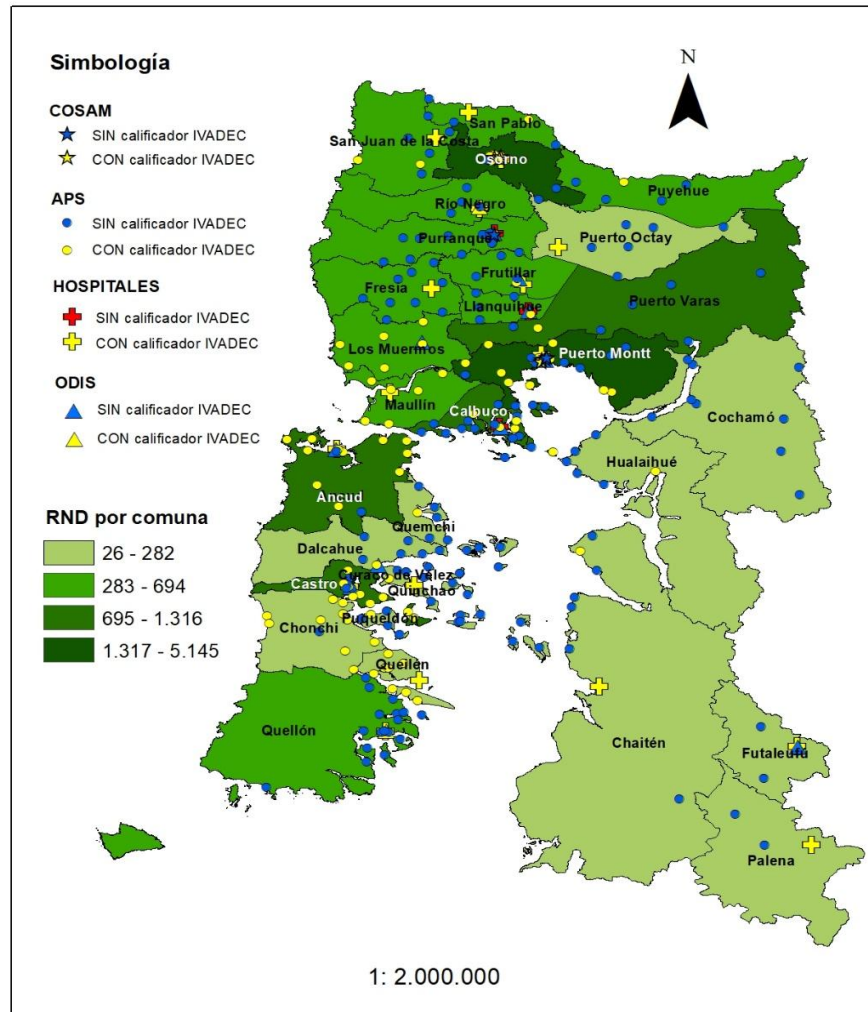 Simbología
COSAM
SIN calificador IVADEC
CON calificador IVADEC
APS
SIN calificador IVADEC
CON calificador IVADEC
HOSPITALES
SIN calificador IVADEC
CON calificador IVADEC
ODIS
SIN calificador IVADEC
CON calificador IVADEC
RND por comuna
26 - 282
283 - 694
695 - 1.316
1.317 - 5.145
N
San Pablo
San Juan de la Costa
Osorno
Puyehue
Río Negro
Puerto Octay
Purranque
Frutillar
Fresia
Puerto Varas
Llanquihue
Los Muermos
Puerto Montt
Maullín
Calbuco
Cochamó
Hualaihué
Ancud
Quemchi
Dalcahue
Curaco de Vélez
Castro
Quinchao
Puqueldón
Chonchi
Queilén
Quellón
Chaitén
Futaleufú
Palena
1: 2.000.000